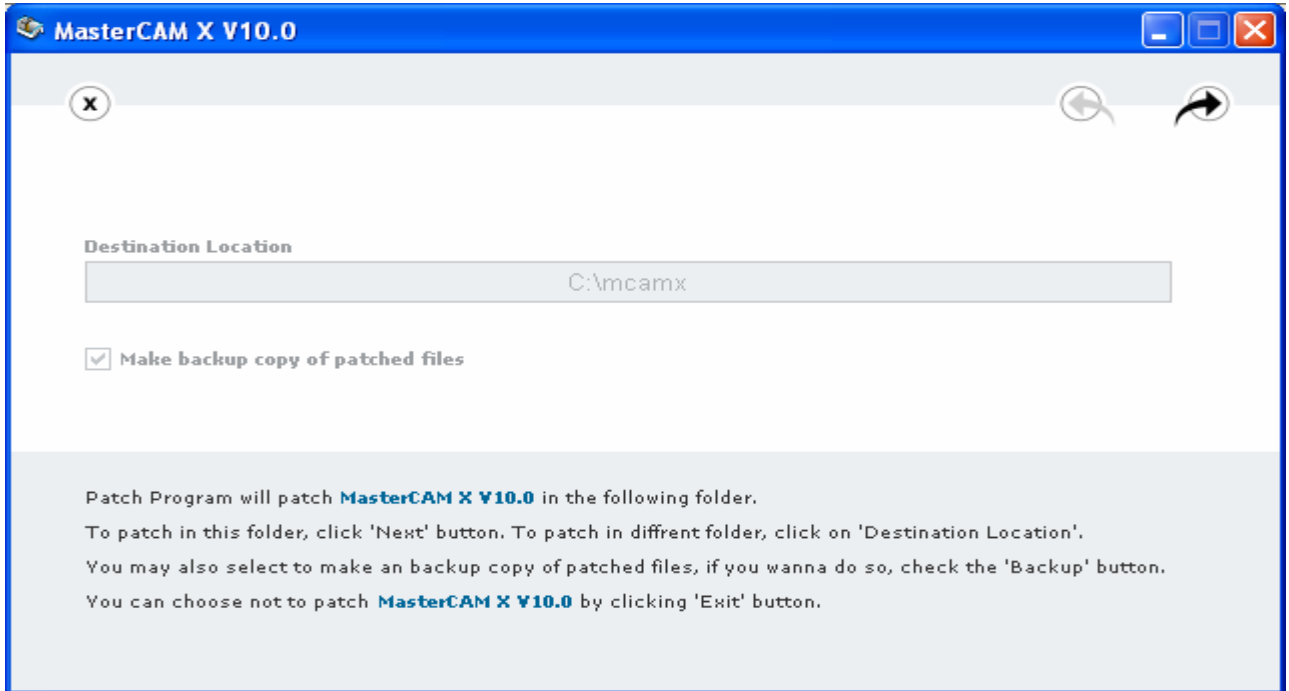 MasterCAM X V10.0
x
Destination Location
C:\mcamx
Make backup copy of patched files
Patch Program will patch MasterCAM X V10.0 in the following folder.
To patch in this folder, click 'Next' button. To patch in diffrent folder, click on 'Destination Location'.
You may also select to make an backup copy of patched files, if you wanna do so, check the 'Backup' button.
You can choose not to patch MasterCAM X V10.0 by clicking 'Exit' button.